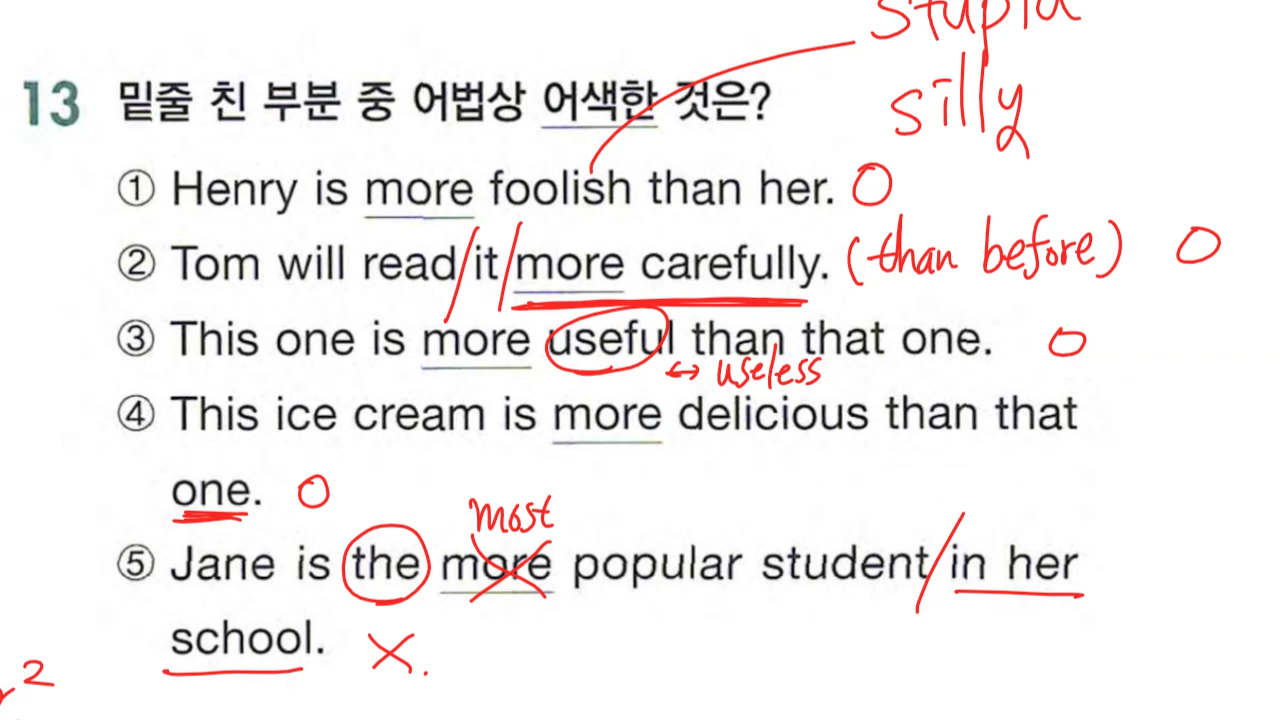 stupid
silly
13 밑줄 친 부분 중 어법상 어색한 것은?
① Henry is more foolish than her. O
② Tom will read/it/more carefully. (than before) O
③ This one is more useful than that one. O
↔ useless
④ This ice cream is more delicious than that
one. O
most
⑤ Jane is the more popular student/in her
school. X.
2